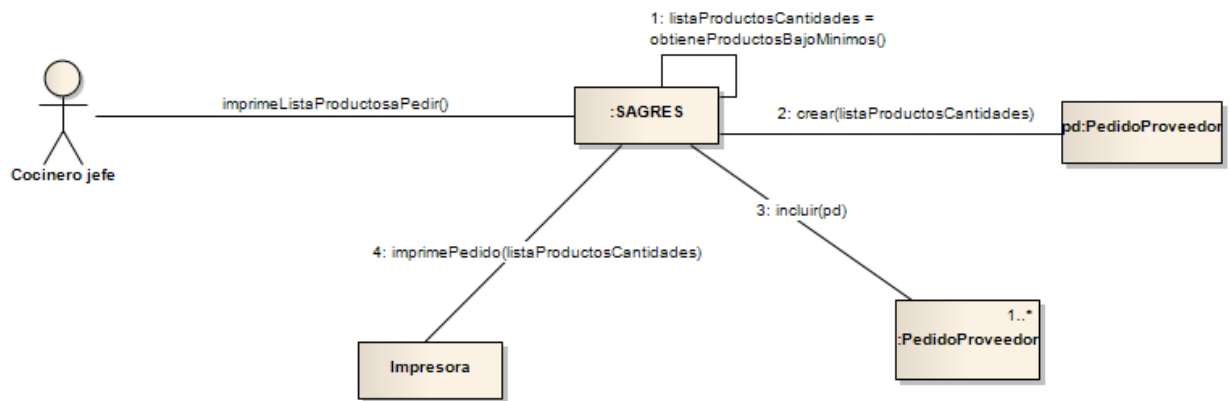 1: listaProductosCantidades =
obtieneProductosBajoMinimos()
imprimeListaProductosaPedir()
:SAGRES
2: crear(listaProductosCantidades)
pd:PedidoProveedor
Cocinero jefe
3: incluir(pd)
4: imprimePedido(listaProductosCantidades)
1..*
:PedidoProveedor
Impresora